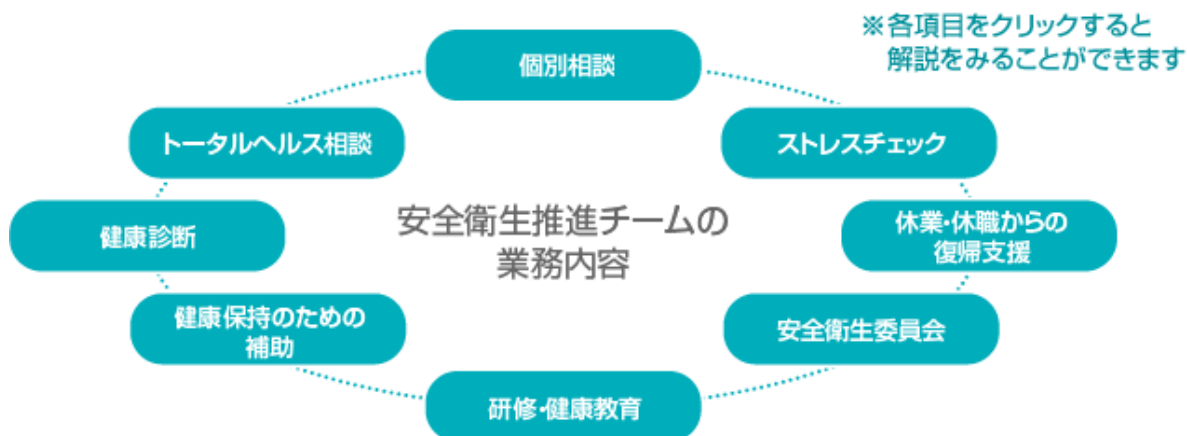 ※各項目をクリックすると
解説をみることができます
個別相談
トータルヘルス相談
ストレスチェック
健康診断
安全衛生推進チームの
業務内容
休業・休職からの
復帰支援
健康保持のための
補助
安全衛生委員会
研修・健康教育